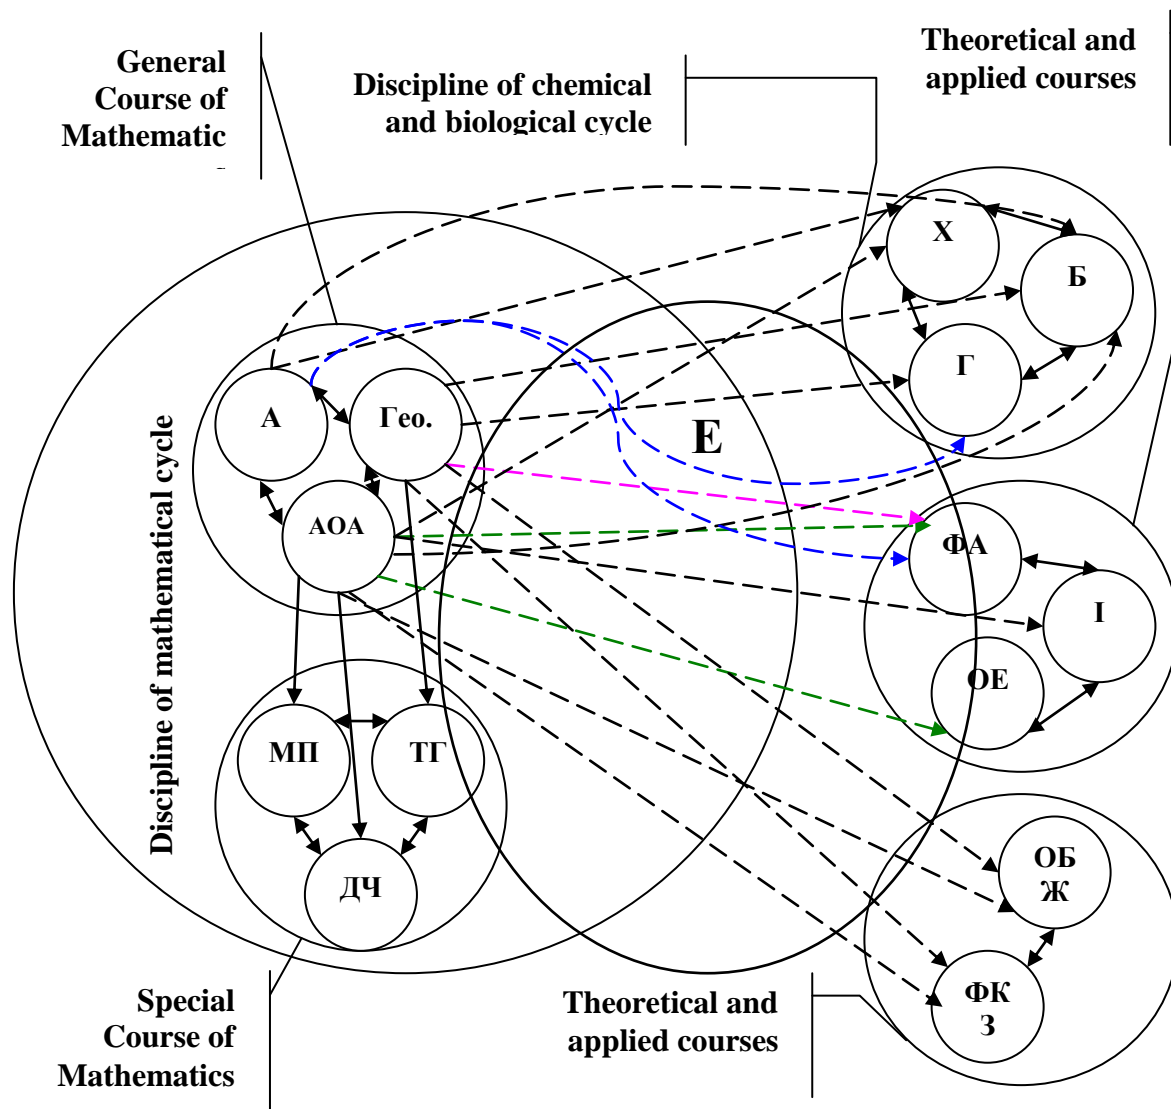 General
Course of
Mathematic
Discipline of chemical
and biological cycle
Theoretical and
applied courses
Х
Б
Г
А
Гео.
АОА
Е
ФА
І
ОЕ
Discipline of mathematical cycle
МП
ТГ
ДЧ
ОБ
Ж
ФК
З
Special
Course of
Mathematics
Theoretical and
applied courses